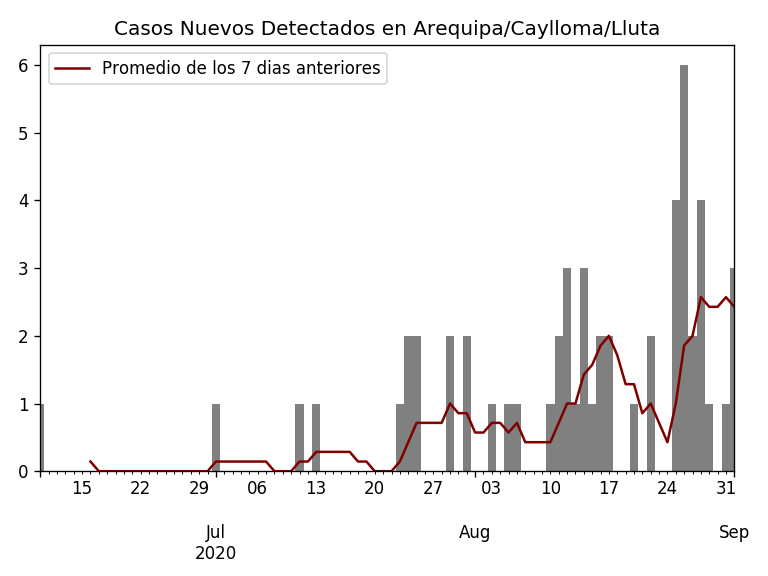 Casos Nuevos Detectados en Arequipa/Caylloma/Lluta
Promedio de los 7 dias anteriores
6
5
4
3
2
1
0
15 22 29 06 13 20 27 03 10 17 24 31
Jul Aug Sep
2020